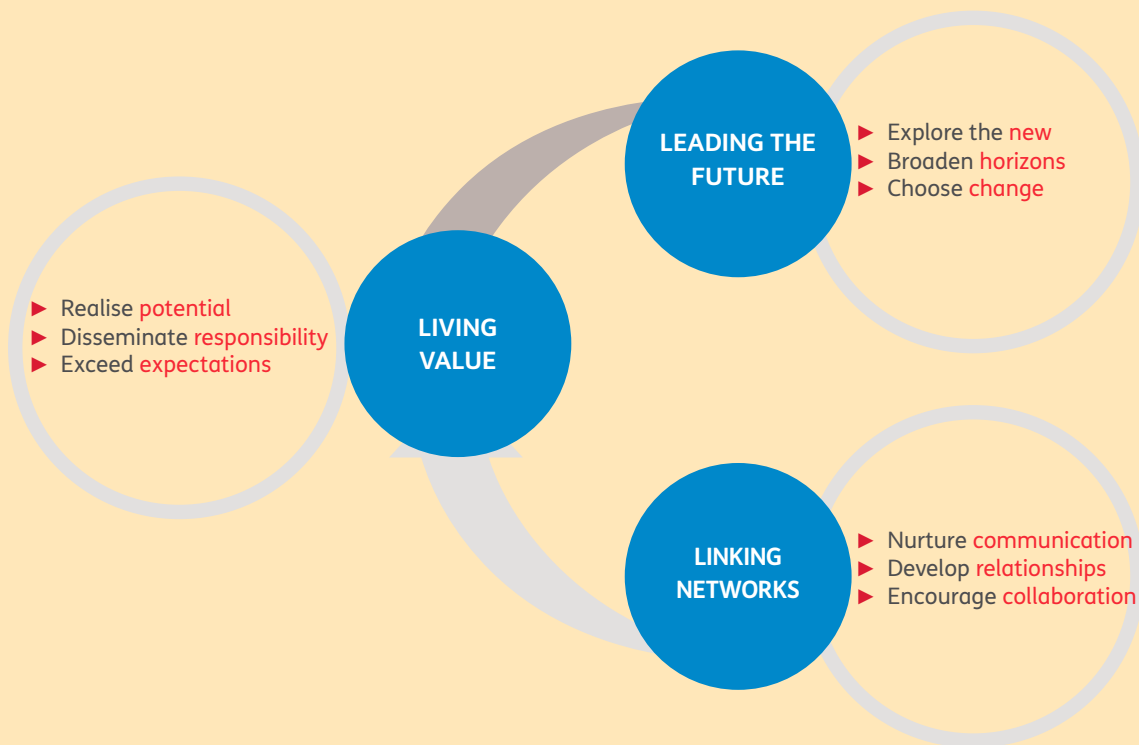 LEADING THE
FUTURE
► Explore the new
► Broaden horizons
► Choose change
LIVING
VALUE
► Realise potential
► Disseminate responsibility
► Exceed expectations
LINKING
NETWORKS
► Nurture communication
► Develop relationships
► Encourage collaboration